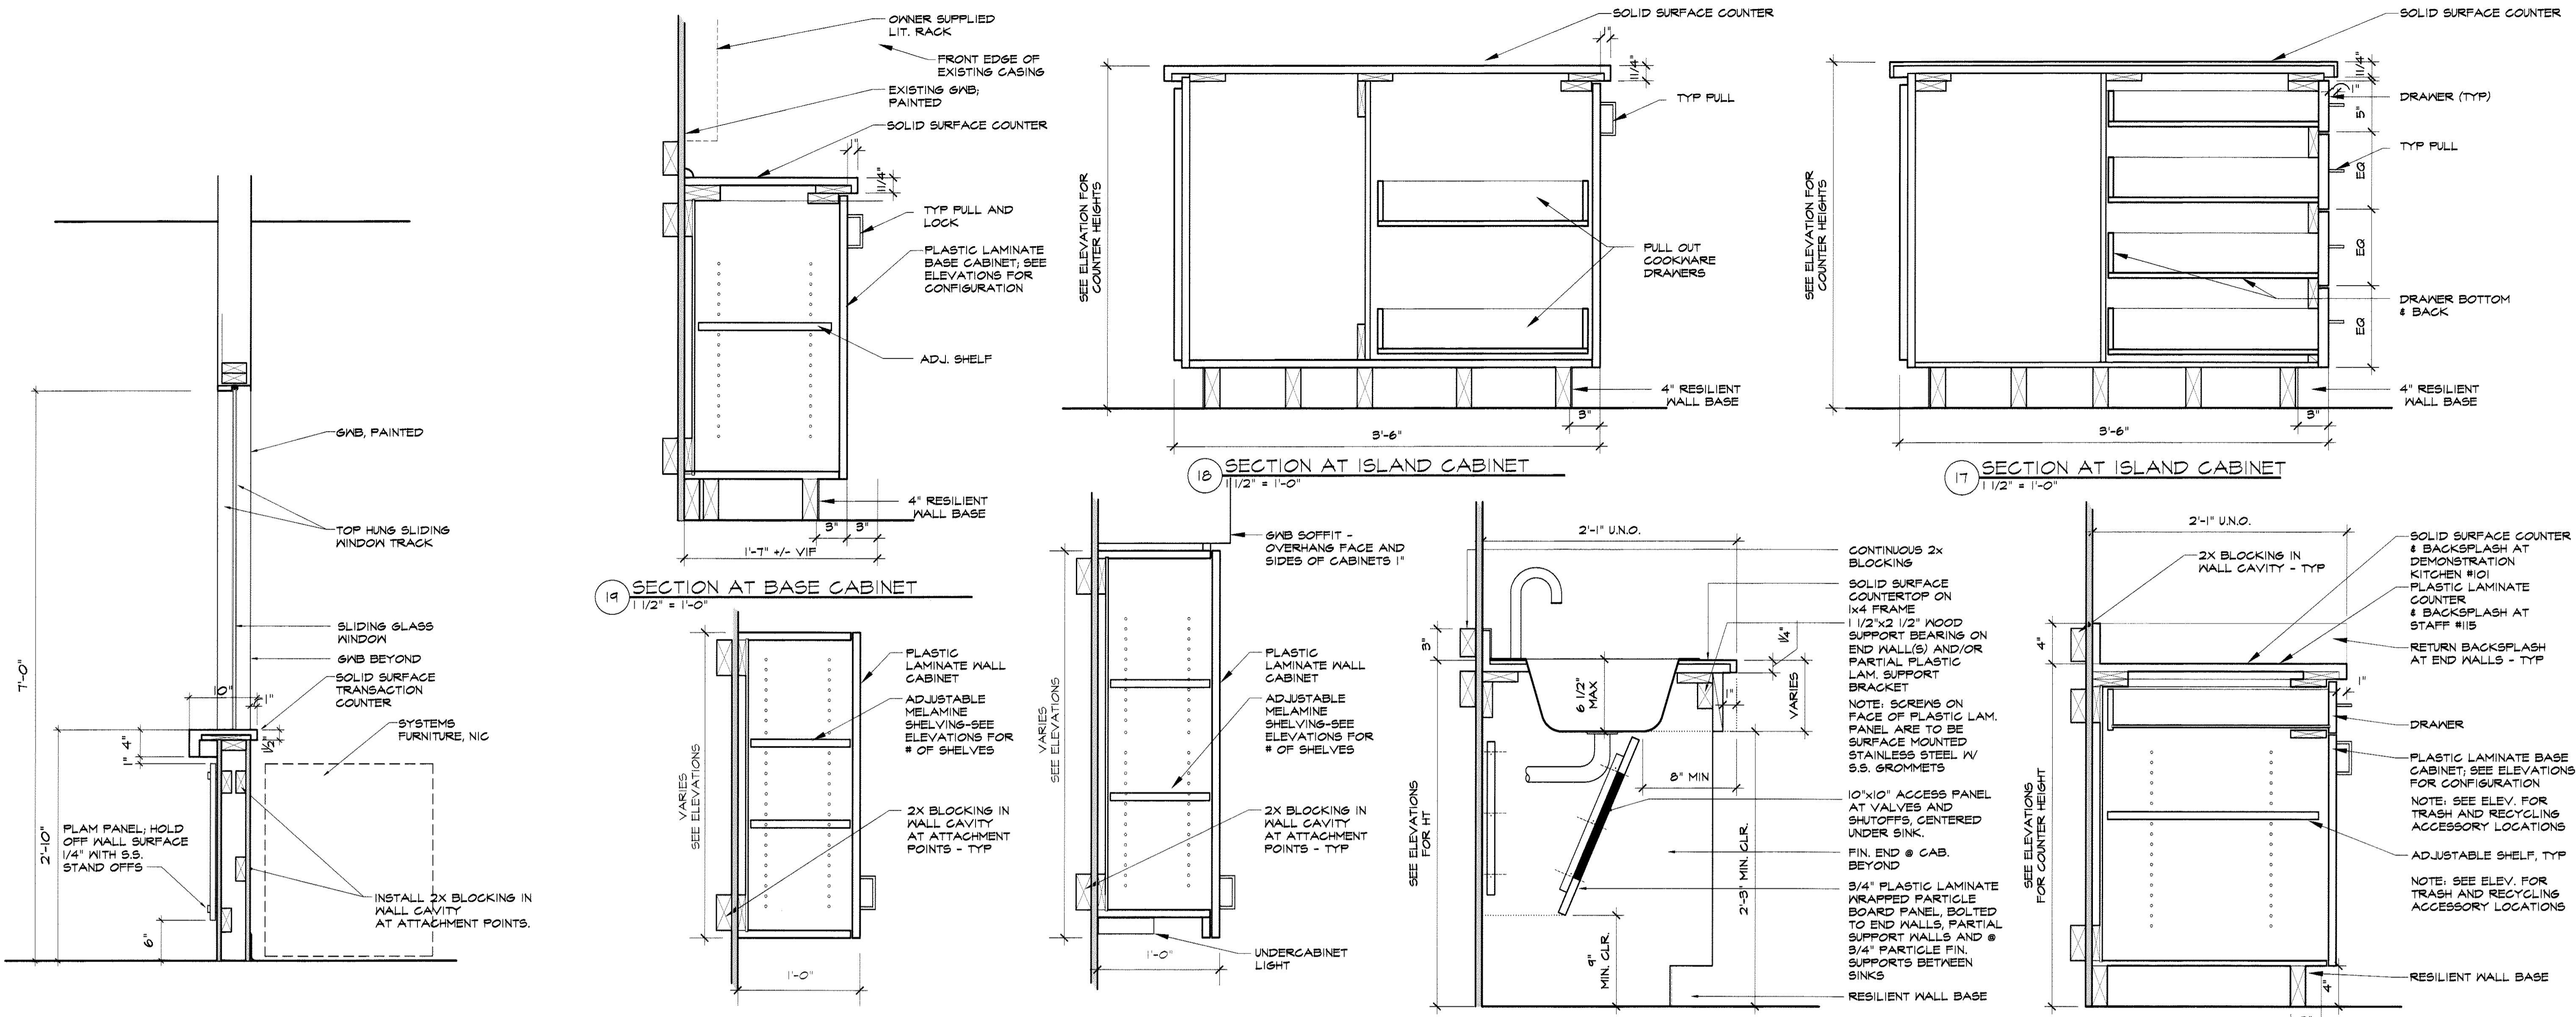 7'-0"
2'-10"
10"
1"
1 1/2"
4"
1"
6"
GWB, PAINTED
TOP HUNG SLIDING
WINDOW TRACK
SLIDING GLASS
WINDOW
GWB BEYOND
SOLID SURFACE
TRANSACTION
COUNTER
SYSTEMS
FURNITURE, NIC
PLAM PANEL; HOLD
OFF WALL SURFACE
1/4" WITH S.S.
STAND OFFS
INSTALL 2X BLOCKING IN
WALL CAVITY
AT ATTACHMENT POINTS.
OWNER SUPPLIED
LIT. RACK
FRONT EDGE OF
EXISTING CASING
EXISTING GWB;
PAINTED
SOLID SURFACE COUNTER
1"
1 1/4"
TYP PULL AND
LOCK
PLASTIC LAMINATE
BASE CABINET; SEE
ELEVATIONS FOR
CONFIGURATION
ADJ. SHELF
4" RESILIENT
WALL BASE
3"
3"
1'-7" +/- VIF
19
SECTION AT BASE CABINET
1 1/2" = 1'-0"
SOLID SURFACE COUNTER
1"
1 1/4"
TYP PULL
SEE ELEVATION FOR
COUNTER HEIGHTS
PULL OUT
COOKWARE
DRAWERS
4" RESILIENT
WALL BASE
3"
3'-6"
18
SECTION AT ISLAND CABINET
1 1/2" = 1'-0"
SOLID SURFACE COUNTER
1 1/4"
1"
DRAWER (TYP)
5"
TYP PULL
EQ
EQ
EQ
SEE ELEVATION FOR
COUNTER HEIGHTS
DRAWER BOTTOM
& BACK
4" RESILIENT
WALL BASE
3"
3'-6"
17
SECTION AT ISLAND CABINET
1 1/2" = 1'-0"
VARIES
SEE ELEVATIONS
PLASTIC
LAMINATE WALL
CABINET
ADJUSTABLE
MELAMINE
SHELVING-SEE
ELEVATIONS FOR
# OF SHELVES
2X BLOCKING IN
WALL CAVITY
AT ATTACHMENT
POINTS - TYP
1'-0"
GWB SOFFIT -
OVERHANG FACE AND
SIDES OF CABINETS 1"
VARIES
SEE ELEVATIONS
PLASTIC
LAMINATE WALL
CABINET
ADJUSTABLE
MELAMINE
SHELVING-SEE
ELEVATIONS FOR
# OF SHELVES
2X BLOCKING IN
WALL CAVITY
AT ATTACHMENT
POINTS - TYP
1'-0"
UNDERCABINET
LIGHT
2'-1" U.N.O.
3"
6 1/2"
MAX
1"
1/4"
VARIES
8" MIN
SEE ELEVATIONS
FOR HT
9"
MIN. CLR.
2'-3" MIN. CLR.
CONTINUOUS 2x
BLOCKING
SOLID SURFACE
COUNTERTOP ON
1x4 FRAME
1 1/2"x2 1/2" WOOD
SUPPORT BEARING ON
END WALL(S) AND/OR
PARTIAL PLASTIC
LAM. SUPPORT
BRACKET
NOTE: SCREWS ON
FACE OF PLASTIC LAM.
PANEL ARE TO BE
SURFACE MOUNTED
STAINLESS STEEL W/
S.S. GROMMETS
10"x10" ACCESS PANEL
AT VALVES AND
SHUTOFFS, CENTERED
UNDER SINK.
FIN. END @ CAB.
BEYOND
3/4" PLASTIC LAMINATE
WRAPPED PARTICLE
BOARD PANEL, BOLTED
TO END WALLS, PARTIAL
SUPPORT WALLS AND @
3/4" PARTICLE FIN.
SUPPORTS BETWEEN
SINKS
RESILIENT WALL BASE
2'-1" U.N.O.
2X BLOCKING IN
WALL CAVITY - TYP
4"
SEE ELEVATIONS
FOR COUNTER HEIGHT
SOLID SURFACE COUNTER
& BACKSPLASH AT
DEMONSTRATION
KITCHEN #101
PLASTIC LAMINATE
COUNTER
& BACKSPLASH AT
STAFF #115
RETURN BACKSPLASH
AT END WALLS - TYP
1"
DRAWER
PLASTIC LAMINATE BASE
CABINET; SEE ELEVATIONS
FOR CONFIGURATION
NOTE: SEE ELEV. FOR
TRASH AND RECYCLING
ACCESSORY LOCATIONS
ADJUSTABLE SHELF, TYP
NOTE: SEE ELEV. FOR
TRASH AND RECYCLING
ACCESSORY LOCATIONS
RESILIENT WALL BASE
4"